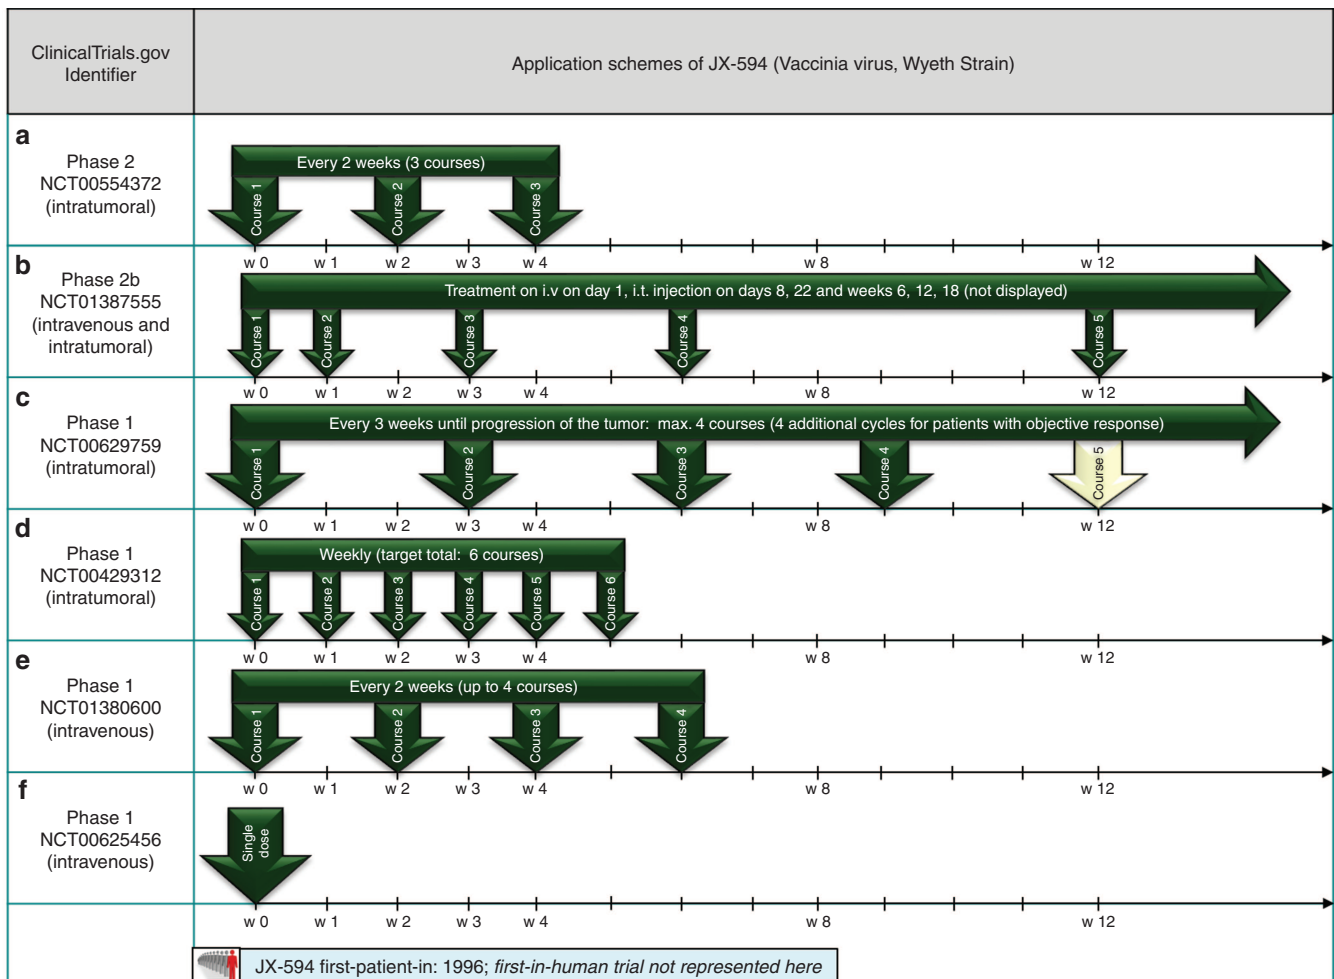 ClinicalTrials.gov
Identifier
Application schemes of JX-594 (Vaccinia virus, Wyeth Strain)
a
Phase 2
NCT00554372
(intratumoral)
Every 2 weeks (3 courses)
Course 1
Course 2
Course 3
w 0
w 1
w 2
w 3
w 4
w 8
w 12
b
Phase 2b
NCT01387555
(intravenous and
intratumoral)
Treatment on i.v on day 1, i.t. injection on days 8, 22 and weeks 6, 12, 18 (not displayed)
Course 1
Course 2
Course 3
Course 4
Course 5
w 0
w 1
w 2
w 3
w 4
w 8
w 12
c
Phase 1
NCT00629759
(intratumoral)
Every 3 weeks until progression of the tumor: max. 4 courses (4 additional cycles for patients with objective response)
Course 1
Course 2
Course 3
Course 4
Course 5
w 0
w 1
w 2
w 3
w 4
w 8
w 12
d
Phase 1
NCT00429312
(intratumoral)
Weekly (target total: 6 courses)
Course 1
Course 2
Course 3
Course 4
Course 5
Course 6
w 0
w 1
w 2
w 3
w 4
w 8
w 12
e
Phase 1
NCT01380600
(intravenous)
Every 2 weeks (up to 4 courses)
Course 1
Course 2
Course 3
Course 4
w 0
w 1
w 2
w 3
w 4
w 8
w 12
f
Phase 1
NCT00625456
(intravenous)
Single
dose
w 0
w 1
w 2
w 3
w 4
w 8
w 12
JX-594 first-patient-in: 1996; first-in-human trial not represented here